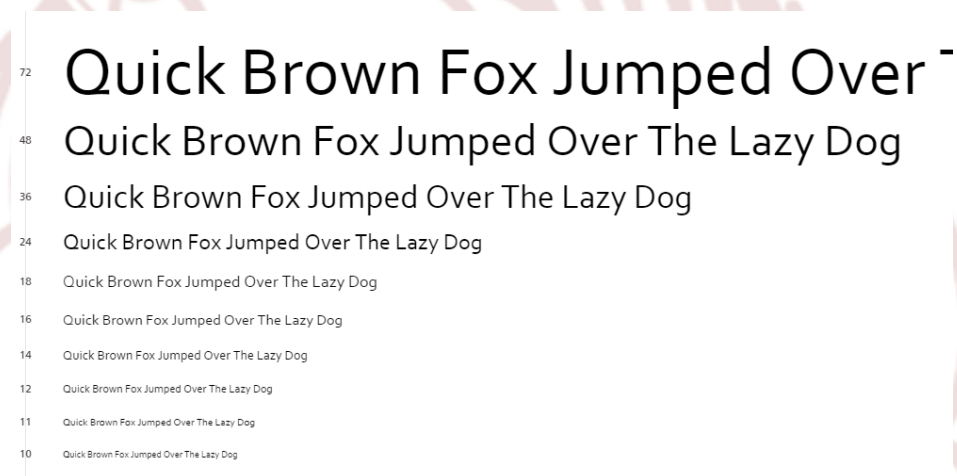 72 Quick Brown Fox Jumped Over
48 Quick Brown Fox Jumped Over The Lazy Dog
36 Quick Brown Fox Jumped Over The Lazy Dog
24 Quick Brown Fox Jumped Over The Lazy Dog
18 Quick Brown Fox Jumped Over The Lazy Dog
16 Quick Brown Fox Jumped Over The Lazy Dog
14 Quick Brown Fox Jumped Over The Lazy Dog
12 Quick Brown Fox Jumped Over The Lazy Dog
11 Quick Brown Fox Jumped Over The Lazy Dog
10 Quick Brown Fox Jumped Over The Lazy Dog